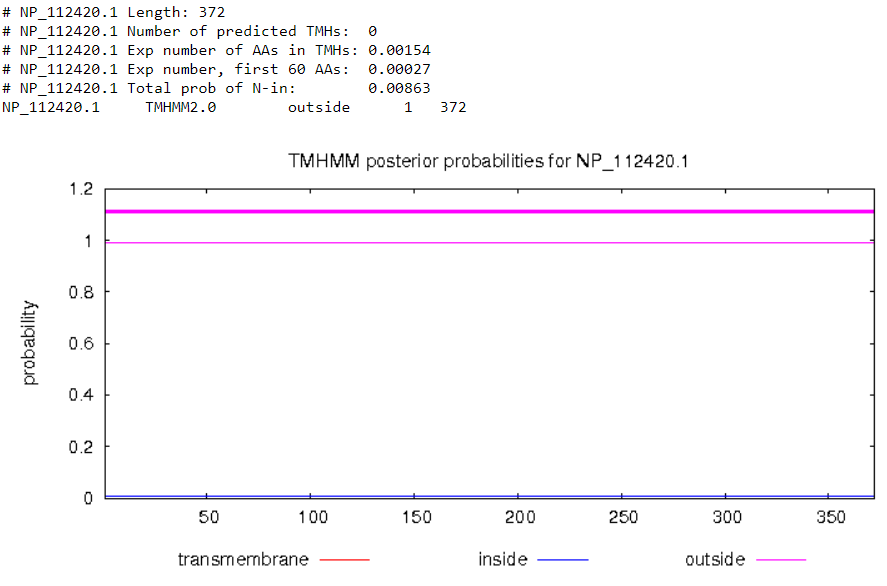 # NP_112420.1 Length: 372
# NP_112420.1 Number of predicted TMHs:  0
# NP_112420.1 Exp number of AAs in TMHs: 0.00154
# NP_112420.1 Exp number, first 60 AAs:  0.00027
# NP_112420.1 Total prob of N-in:        0.00863
NP_112420.1     TMHMM2.0        outside      1   372
TMHMM posterior probabilities for NP_112420.1
1.2
1
0.8
0.6
0.4
0.2
0
probability
50 100 150 200 250 300 350
transmembrane inside outside